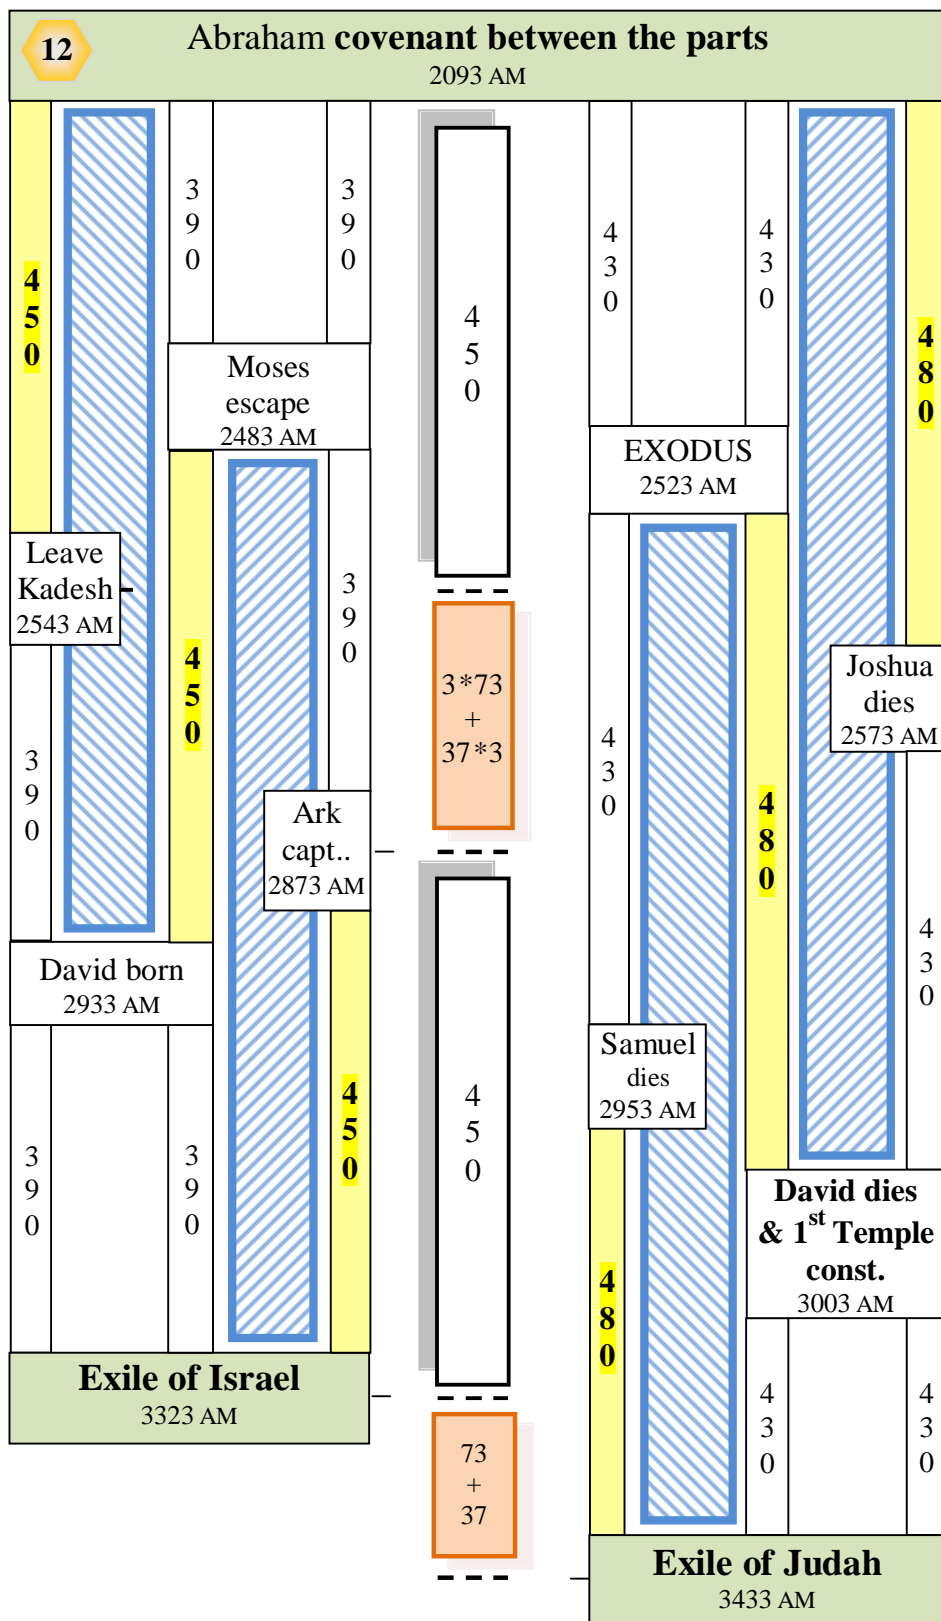 12
Abraham covenant between the parts
2093 AM
390
390
430
430
450
450
480
Moses
escape
2483 AM
EXODUS
2523 AM
Leave
Kadesh
2543 AM
390
450
3*73
+
37*3
Joshua
dies
2573 AM
390
430
Ark
capt..
2873 AM
480
David born
2933 AM
430
Samuel
dies
2953 AM
450
450
390
390
David dies
& 1st Temple
const.
3003 AM
480
Exile of Israel
3323 AM
430
430
73
+
37
Exile of Judah
3433 AM